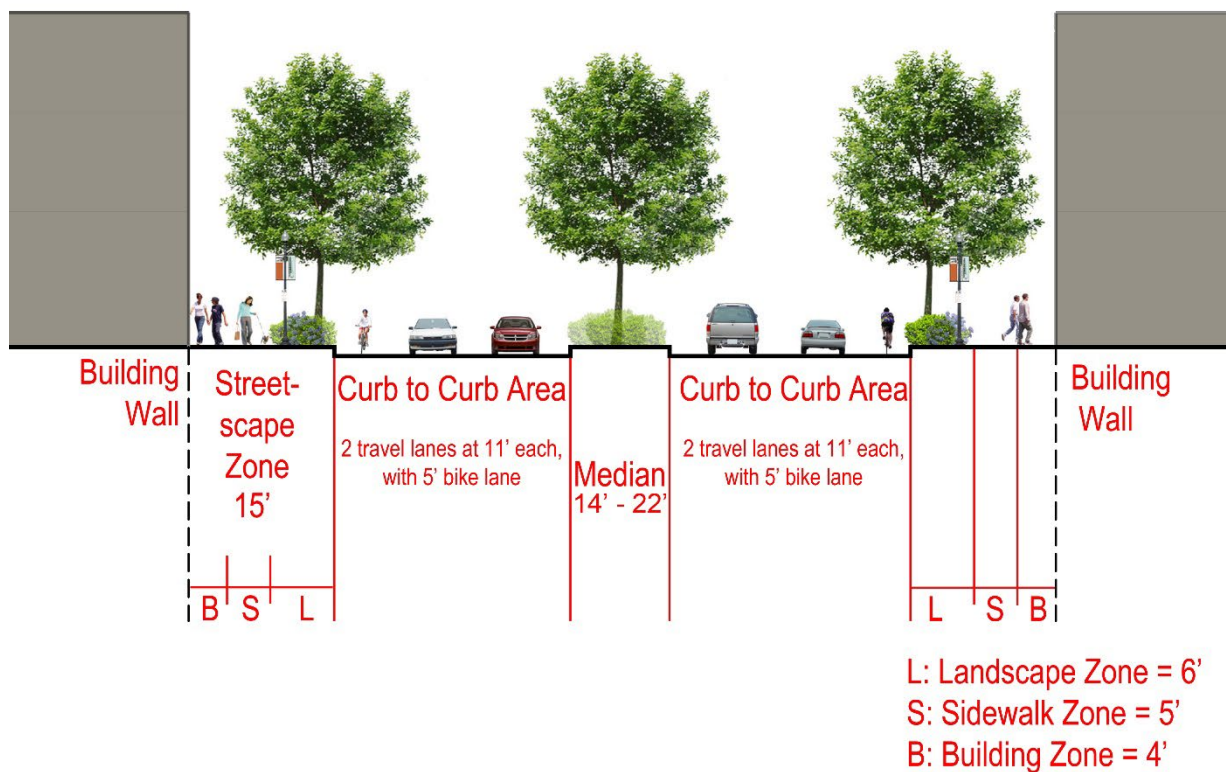 Building
Wall
Street-
scape
Zone
15'
Curb to Curb Area
2 travel lanes at 11' each,
with 5' bike lane
Median
14' - 22'
Curb to Curb Area
2 travel lanes at 11' each,
with 5' bike lane
Building
Wall
B S L
L S B
L: Landscape Zone = 6'
S: Sidewalk Zone = 5'
B: Building Zone = 4'